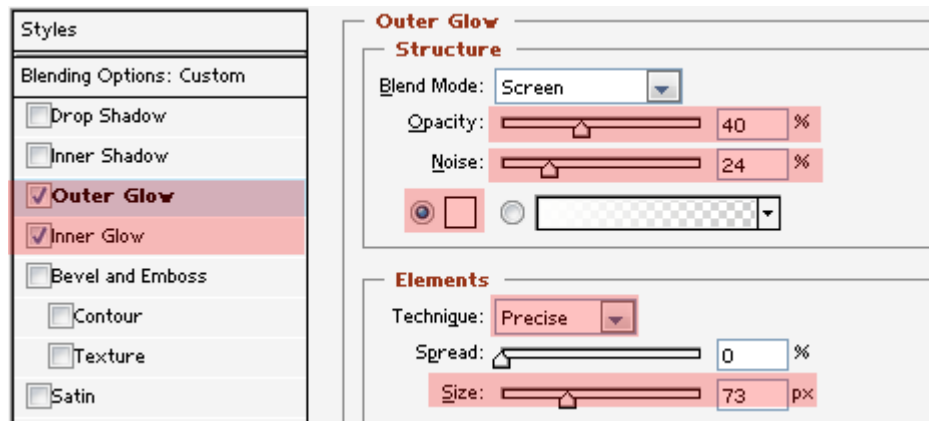 Styles
Blending Options: Custom
Drop Shadow
Inner Shadow
Outer Glow
Inner Glow
Bevel and Emboss
Contour
Texture
Satin
Outer Glow
Structure
Blend Mode: Screen
Opacity: 40 %
Noise: 24 %
Elements
Technique: Precise
Spread: 0 %
Size: 73 px